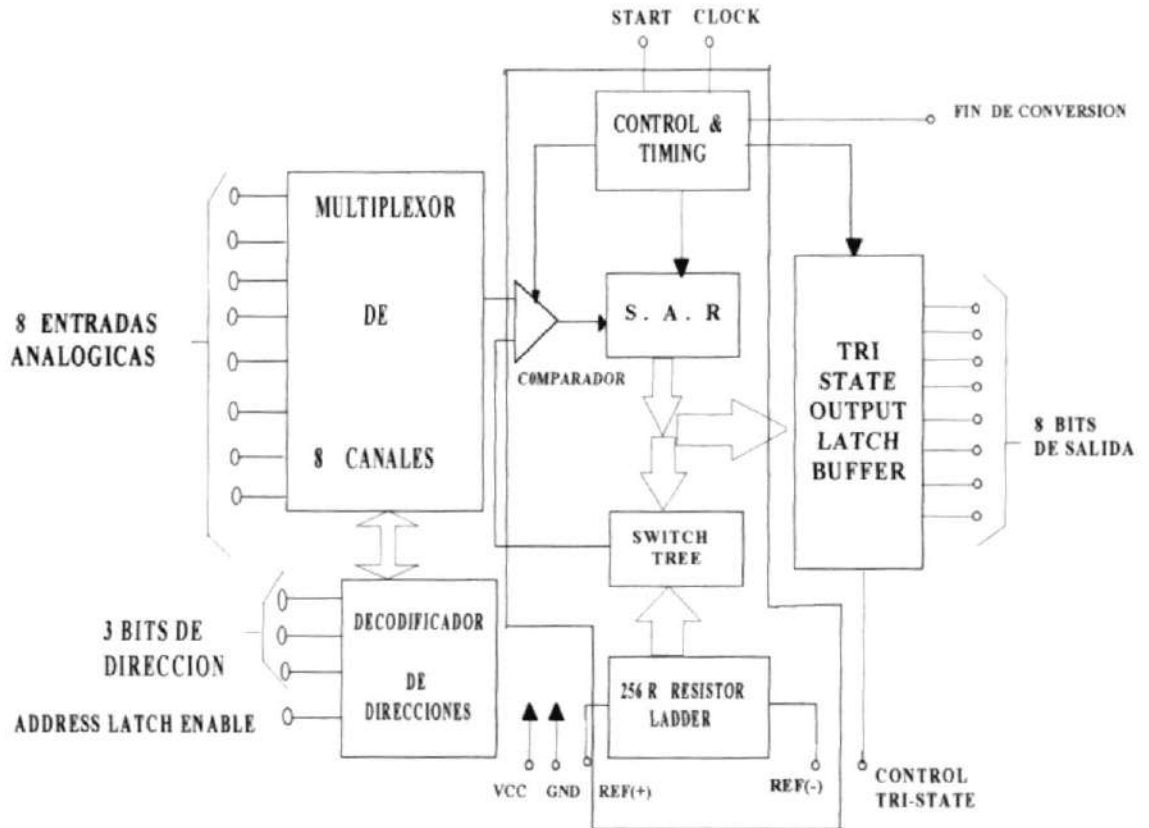 START CLOCK
CONTROL &
TIMING
FIN DE CONVERSION
MULTIPLEXOR
DE
8 CANALES
8 ENTRADAS
ANALOGICAS
S. A. R
C0MPARADOR
TRI
STATE
OUTPUT
LATCH
BUFFER
8 BITS
DE SALIDA
SWITCH
TREE
3 BITS DE
DIRECCION
DECODIFICADOR
DE
DIRECCIONES
ADDRESS LATCH ENABLE
256 R RESISTOR
LADDER
VCC GND REF(+)
REF(-)
CONTROL
TRI-STATE